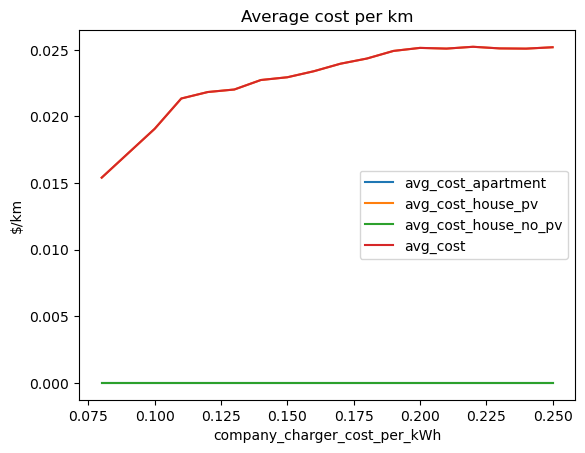 Average cost per km
$/km
0.025
0.020
0.015
0.010
0.005
0.000
avg_cost_apartment
avg_cost_house_pv
avg_cost_house_no_pv
avg_cost
0.075 0.100 0.125 0.150 0.175 0.200 0.225 0.250
company_charger_cost_per_kWh